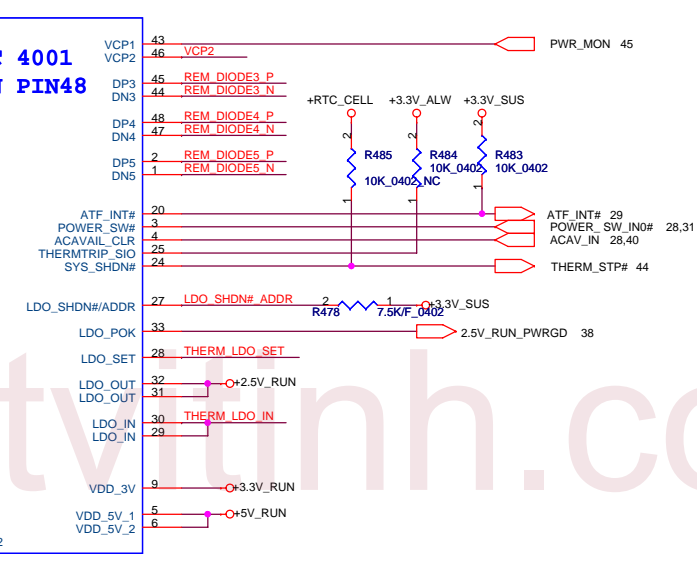 4001
PIN48
VCP1 43 PWR_MON 45
VCP2 46 VCP2
DP3 45 REM_DIODE3_P
DN3 44 REM_DIODE3_N
+RTC_CELL +3.3V_ALW +3.3V_SUS
DP4 48 REM_DIODE4_P
DN4 47 REM_DIODE4_N
2 2 2
R485 R484 R483
DP5 2 REM_DIODE5_P
10K_0402 10K_0402
DN5 1 REM_DIODE5_N
10K_0402_NC
1 1 1
ATF_INT# 20 ATF_INT# 29
POWER_SW# 3 POWER_ SW_IN0# 28,31
ACAVAIL_CLR 4 ACAV_IN 28,40
THERMTRIP_SIO 25
SYS_SHDN# 24 THERM_STP# 44
LDO_SHDN#/ADDR 27 LDO_SHDN#_ADDR 2 1 +3.3V_SUS
R478 7.5K/F_0402
LDO_POK 33 2.5V_RUN_PWRGD 38
LDO_SET 28 THERM_LDO_SET
LDO_OUT 32 +2.5V_RUN
LDO_OUT 31
LDO_IN 30 THERM_LDO_IN
LDO_IN 29
tvitinh.co
VDD_3V 9 +3.3V_RUN
VDD_5V_1 5 +5V_RUN
VDD_5V_2 6
2